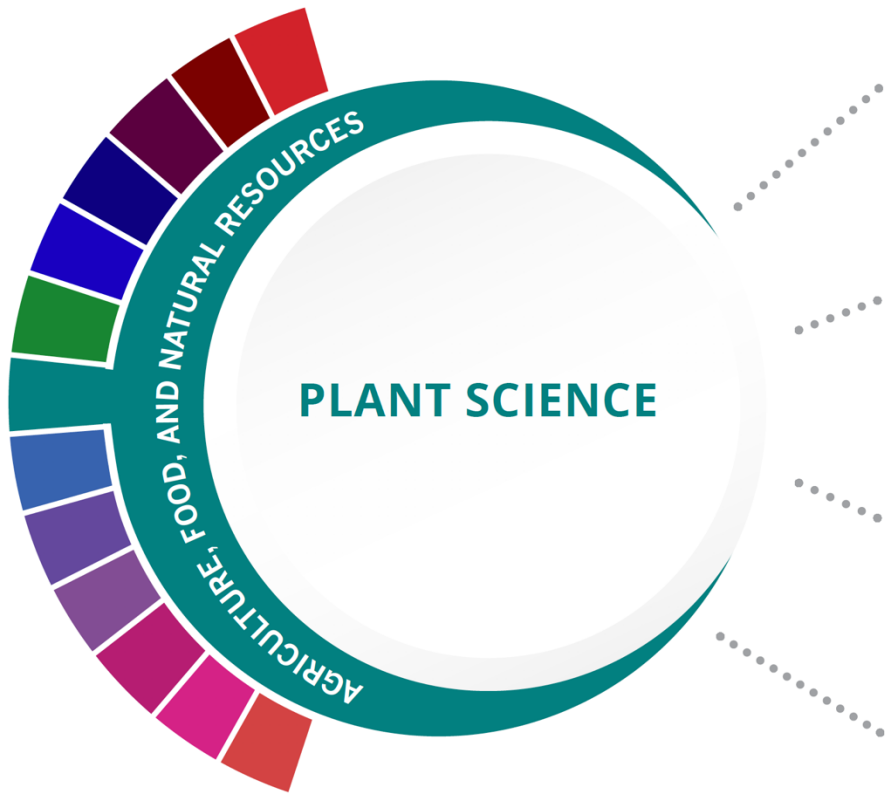 AGRICULTURE, FOOD, AND NATURAL RESOURCES
PLANT SCIENCE